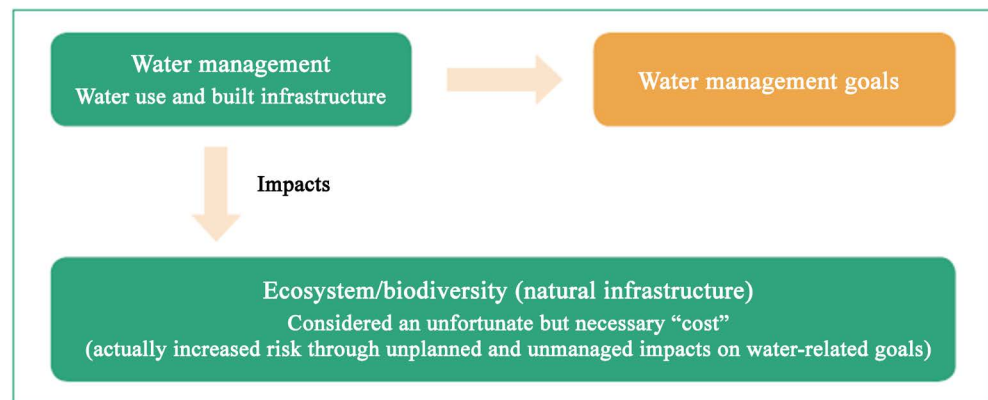 Water management
Water use and built infrastructure
Water management goals
Impacts
Ecosystem/biodiversity (natural infrastructure)
Considered an unfortunate but necessary “cost”
(actually increased risk through unplanned and unmanaged impacts on water-related goals)